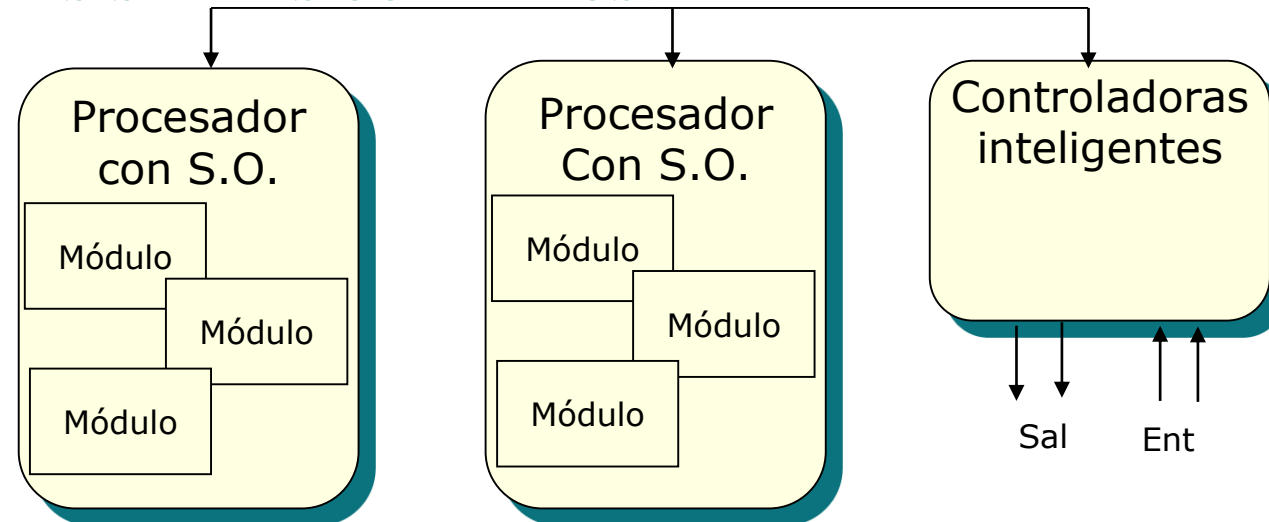 Procesador
con S.O.
Módulo
Módulo
Módulo
Procesador
Con S.O.
Módulo
Módulo
Módulo
Controladoras
inteligentes
Sal
Ent